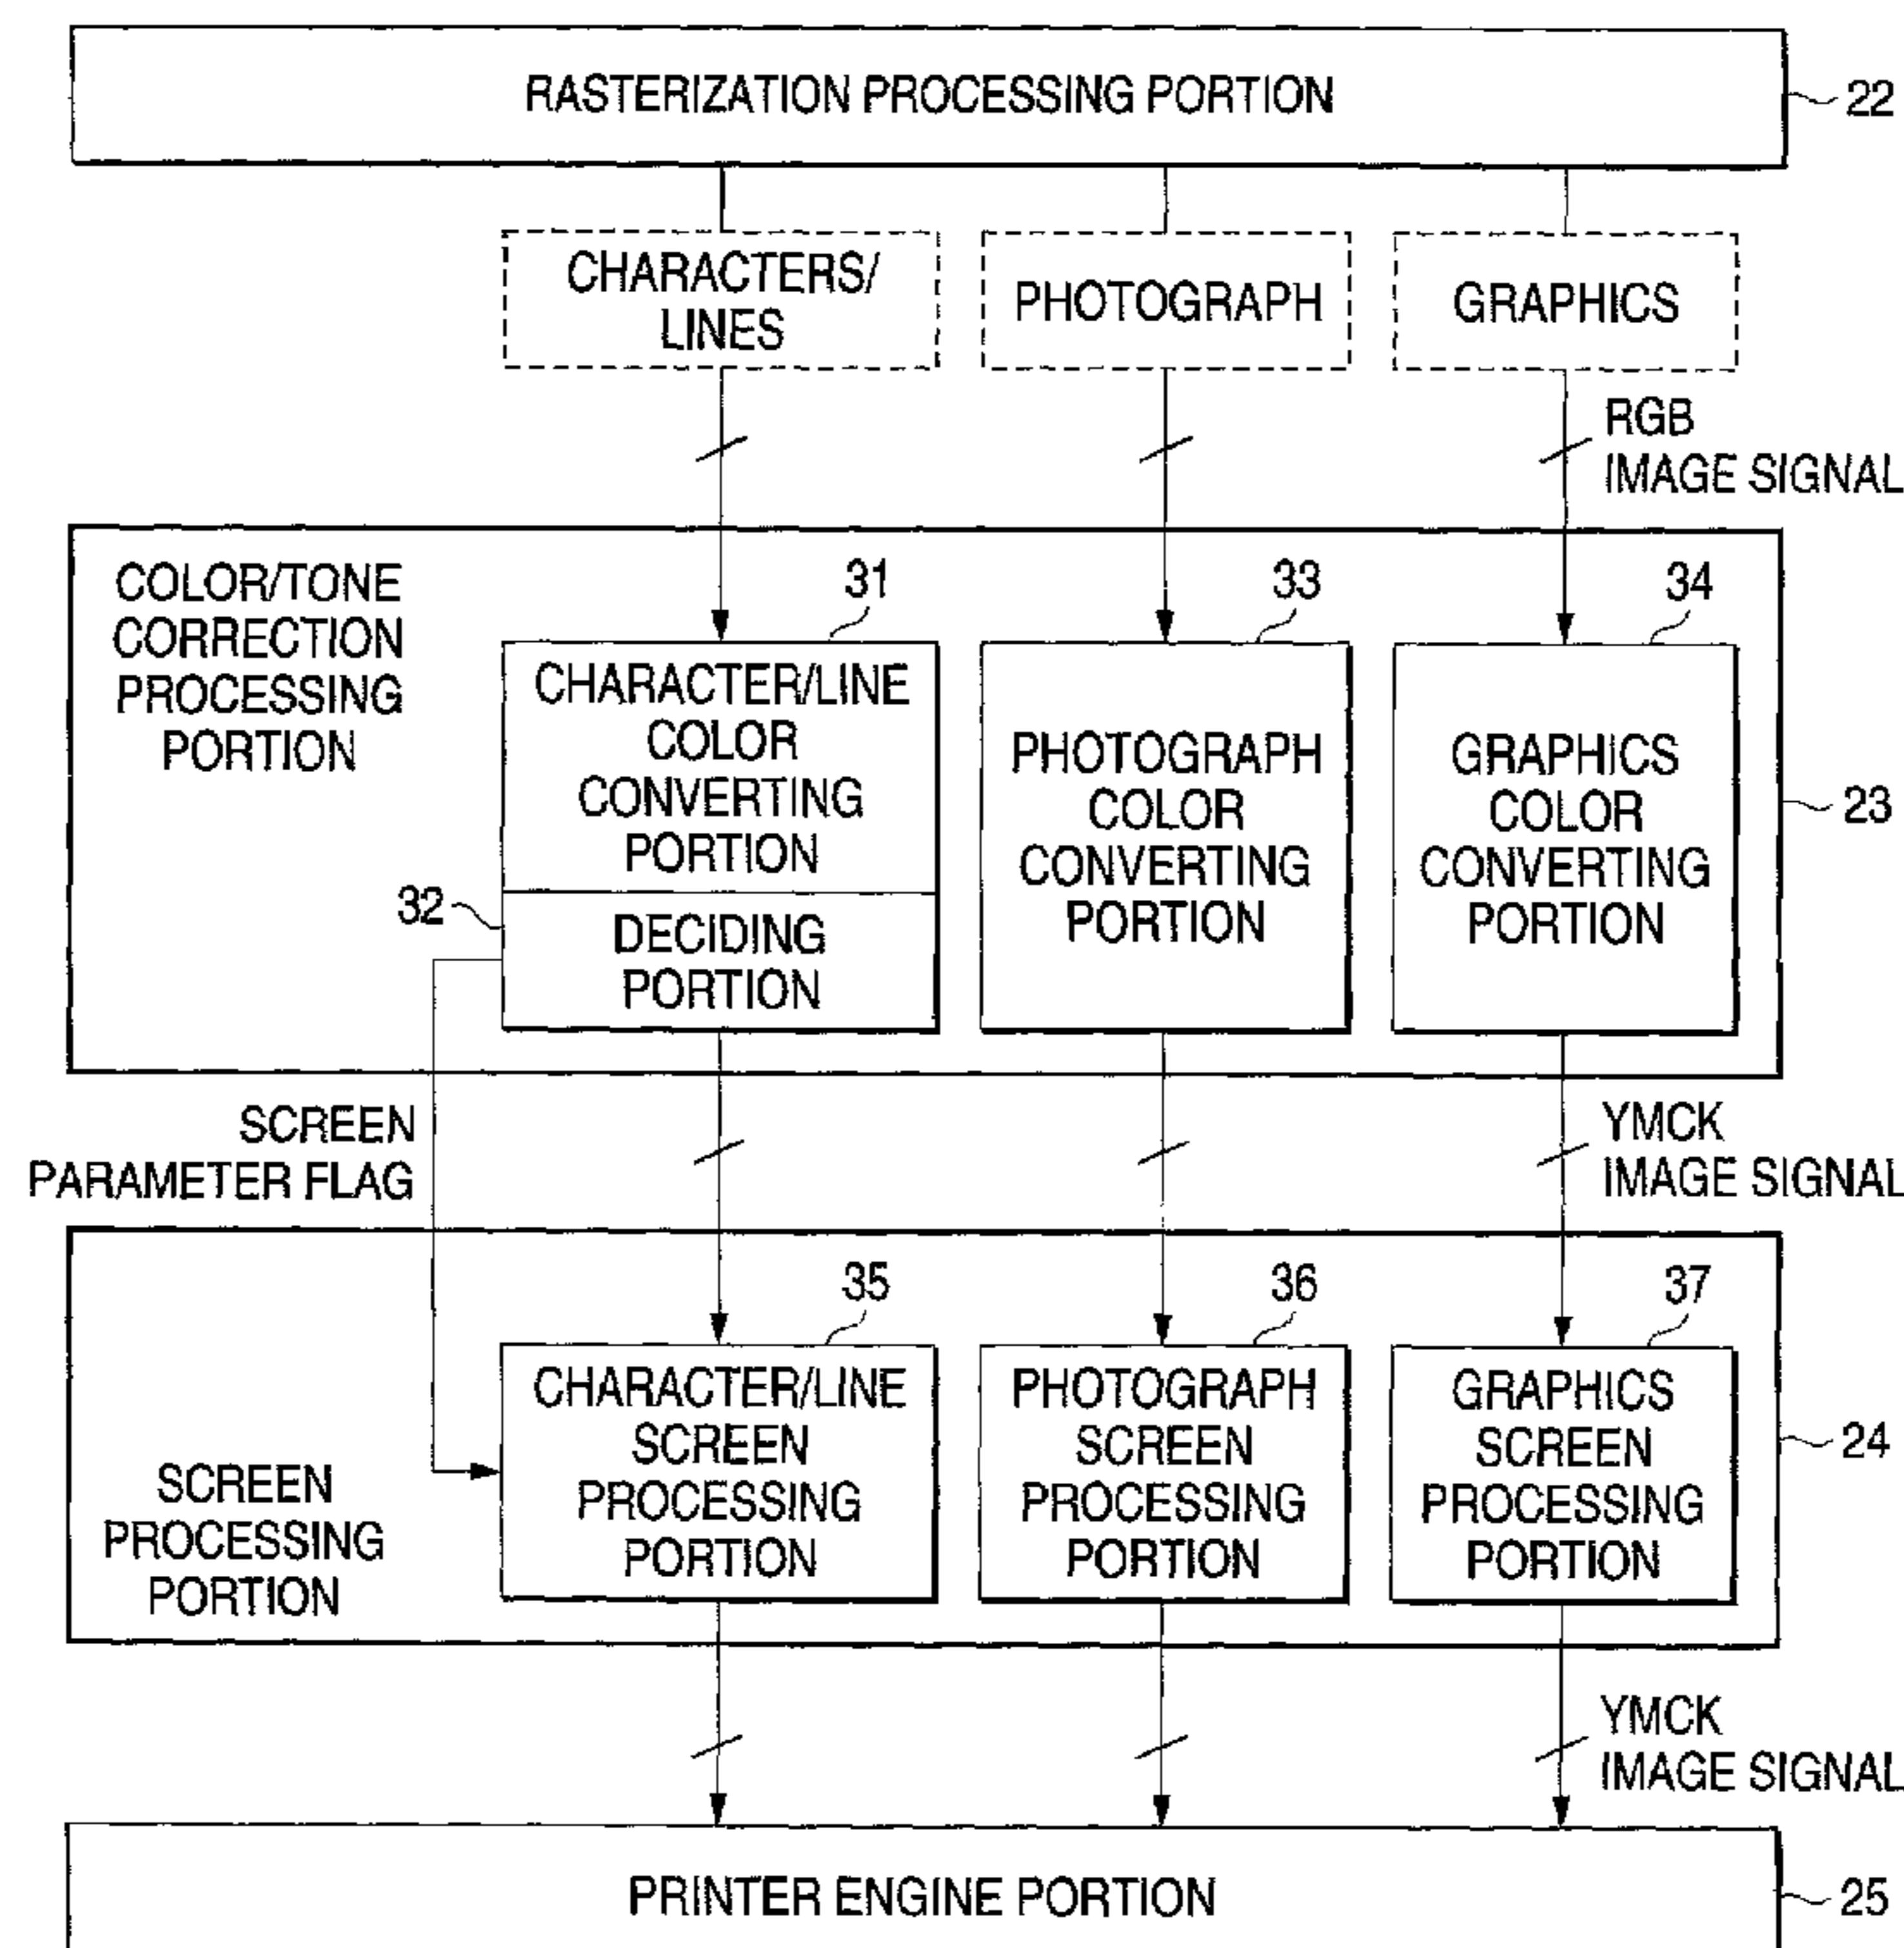 RASTERIZATION PROCESSING PORTION
22
CHARACTERS/
LINES
PHOTOGRAPH
GRAPHICS
RGB
IMAGE SIGNAL
COLOR/TONE
CORRECTION
PROCESSING
PORTION
31
CHARACTER/LINE
COLOR
CONVERTING
PORTION
32
DECIDING
PORTION
33
PHOTOGRAPH
COLOR
CONVERTING
PORTION
34
GRAPHICS
COLOR
CONVERTING
PORTION
23
SCREEN
PARAMETER FLAG
YMCK
IMAGE SIGNAL
SCREEN
PROCESSING
PORTION
35
CHARACTER/LINE
SCREEN
PROCESSING
PORTION
36
PHOTOGRAPH
SCREEN
PROCESSING
PORTION
37
GRAPHICS
SCREEN
PROCESSING
PORTION
24
YMCK
IMAGE SIGNAL
PRINTER ENGINE PORTION
25